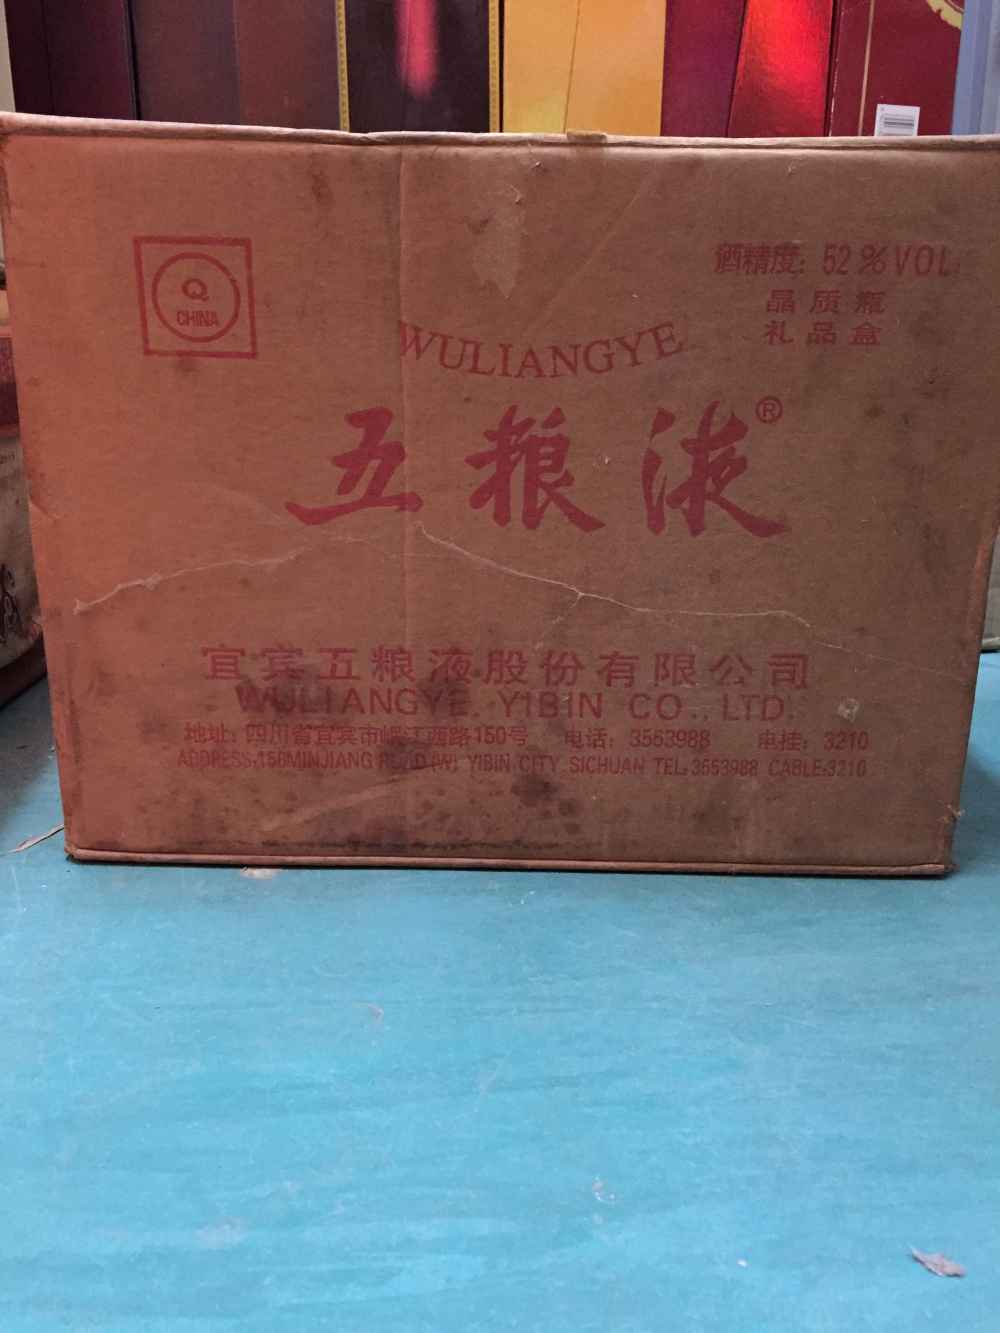 Q
CHINA
酒精度: 52%VOL
晶质瓶
礼品盒
WULIANGYE
五粮液®
宜宾五粮液股份有限公司
WULIANGYE. YIBIN CO., LTD.
地址: 四川省宜宾市岷江西路150号 电话: 3553988 电挂: 3210
ADDRESS:150MINJIANG ROAD (W) YIBIN CITY SICHUAN TEL.3553988 CABLE.3210